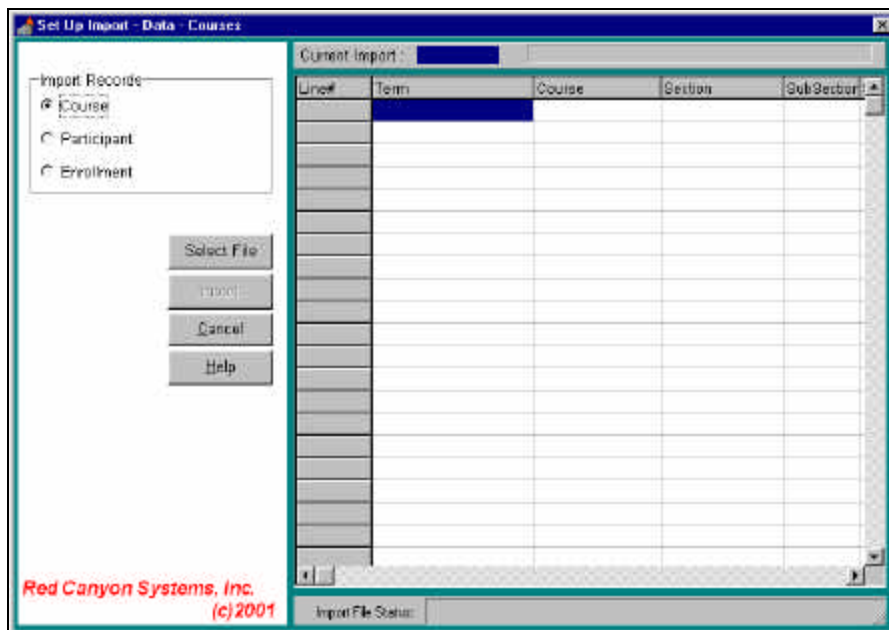 Set Up Import - Data - Courses
Import Records
Course
Participant
Enrollment
Select File
Cancel
Help
Red Canyon Systems, Inc.
(c)2001
Current Import :
Line# Term Course Section SubSection
Import File Status: